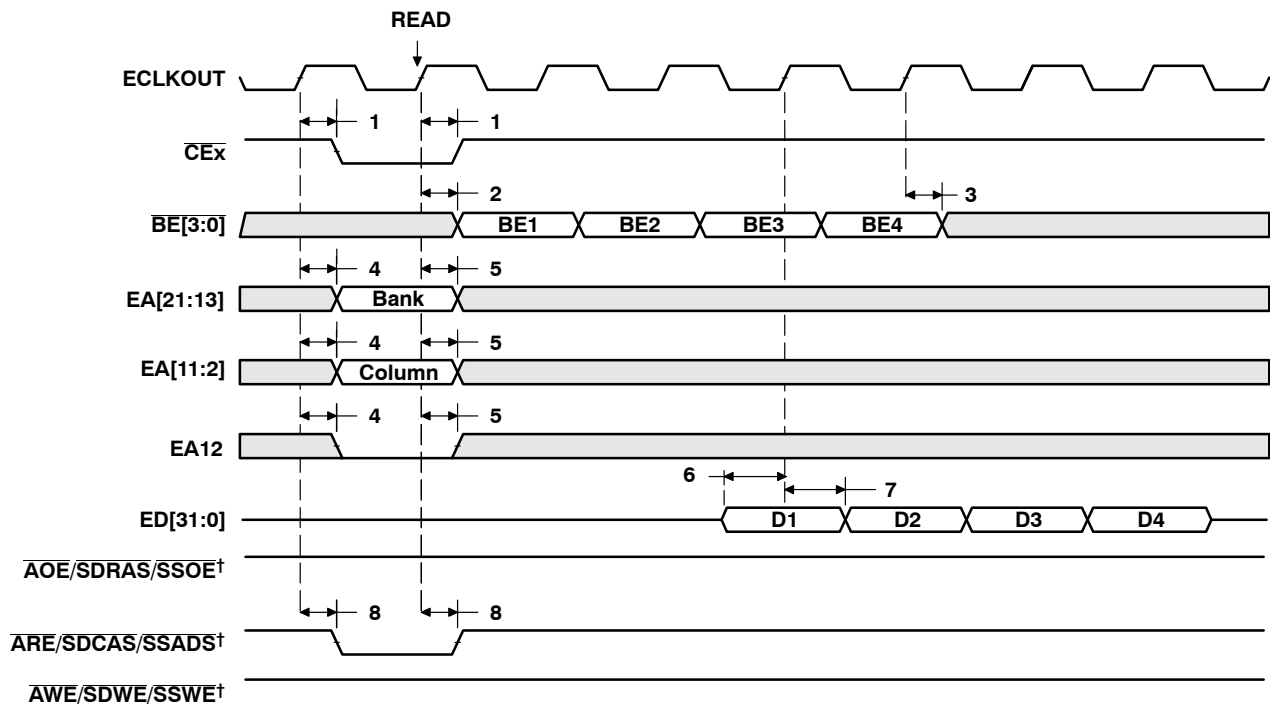 READ
ECLKOUT
1 1
CEx
2 3
BE[3:0] BE1 BE2 BE3 BE4
4 5
EA[21:13] Bank
4 5
EA[11:2] Column
4 5
EA12
6 7
ED[31:0] D1 D2 D3 D4
AOE/SDRAS/SSOE†
8 8
ARE/SDCAS/SSADS†
AWE/SDWE/SSWE†